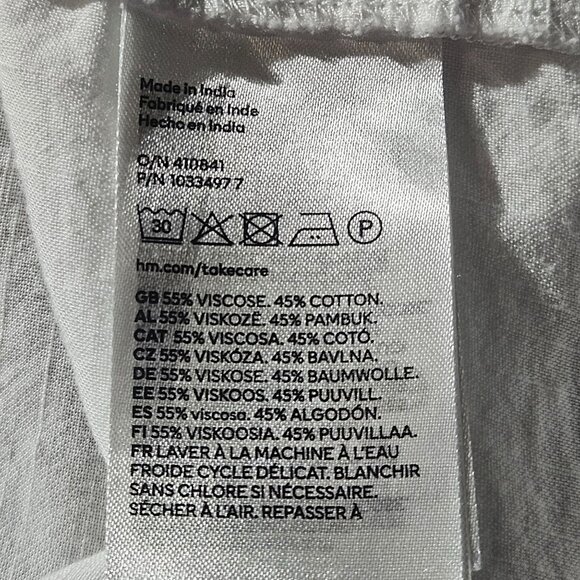 Made in India
Fabriqué en Inde
Hecho en India
O/N 410841
P/N 1033497 7
30 P
hm.com/takecare
GB 55% VISCOSE. 45% COTTON.
AL 55% VISKOZË. 45% PAMBUK.
CAT 55% VISCOSA. 45% COTÓ.
CZ 55% VISKÓZA. 45% BAVLNA.
DE 55% VISKOSE. 45% BAUMWOLLE.
EE 55% VISKOOS. 45% PUUVILL.
ES 55% viscosa. 45% ALGODÓN.
FI 55% VISKOOSIA. 45% PUUVILLAA.
FR LAVER À LA MACHINE À L'EAU
FROIDE CYCLE DÉLICAT. BLANCHIR
SANS CHLORE SI NÉCESSAIRE.
SÉCHER À L'AIR. REPASSER À